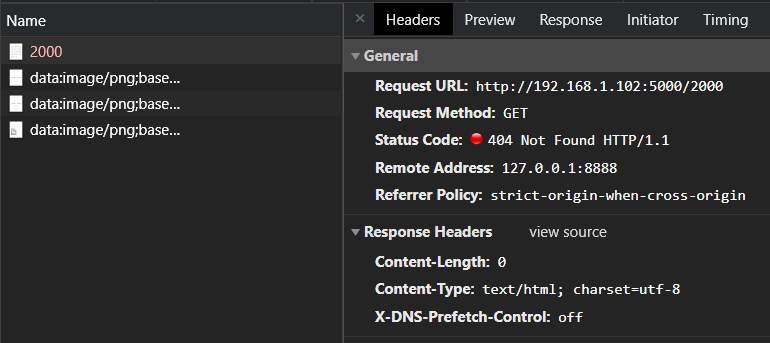 Name
2000
data:image/png;base...
data:image/png;base...
data:image/png;base...
× Headers Preview Response Initiator Timing
General
Request URL: http://192.168.1.102:5000/2000
Request Method: GET
Status Code: 404 Not Found HTTP/1.1
Remote Address: 127.0.0.1:8888
Referrer Policy: strict-origin-when-cross-origin
Response Headers view source
Content-Length: 0
Content-Type: text/html; charset=utf-8
X-DNS-Prefetch-Control: off